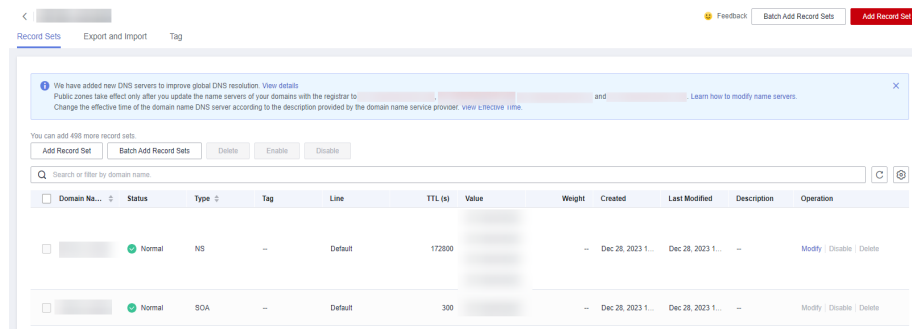 Feedback Batch Add Record Sets Add Record Set
Record Sets Export and Import Tag
We have added new DNS servers to improve global DNS resolution. View details
Public zones take effect only after you update the name servers of your domains with the registrar to , and . Learn how to modify name servers.
Change the effective time of the domain name DNS server according to the description provided by the domain name service provider. View Effective Time.
You can add 498 more record sets.
Add Record Set Batch Add Record Sets Delete Enable Disable
Search or filter by domain name.
Domain Na... Status Type Tag Line TTL (s) Value Weight Created Last Modified Description Operation
Normal NS -- Default 172800 -- Dec 28, 2023 1... Dec 28, 2023 1... -- Modify Disable Delete
Normal SOA -- Default 300 -- Dec 28, 2023 1... Dec 28, 2023 1... -- Modify Disable Delete